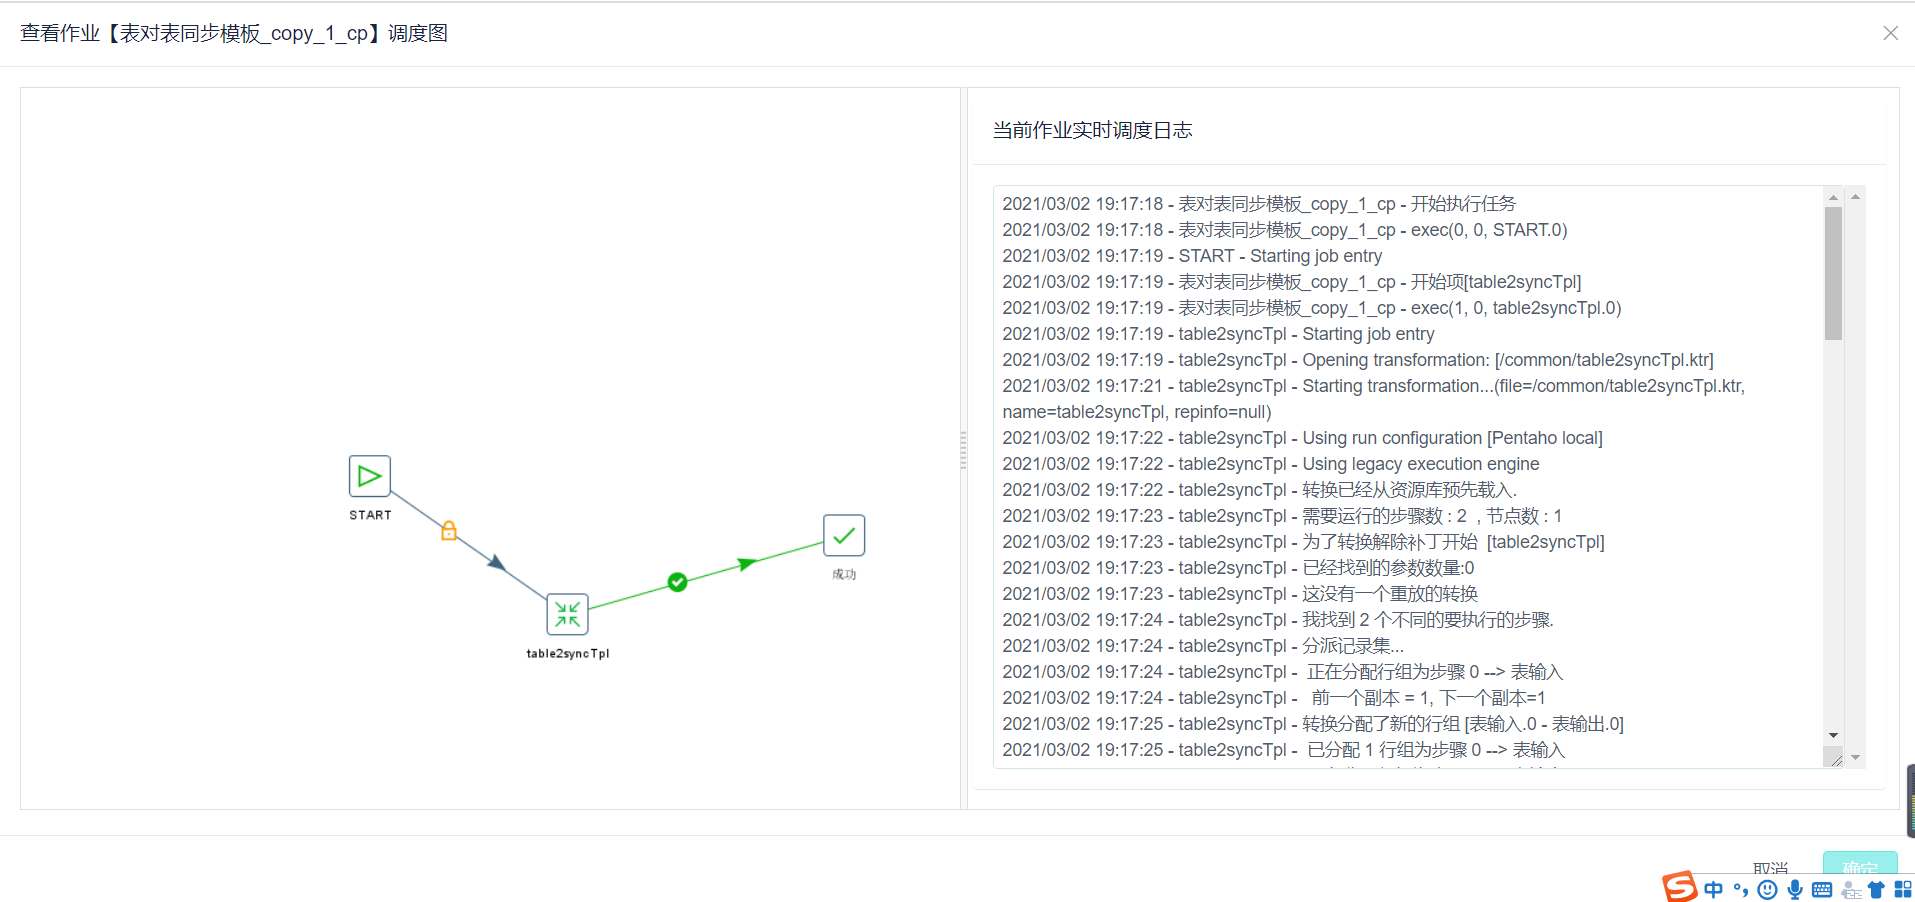 查看作业【表对表同步模板_copy_1_cp】调度图
START
table2syncTpl
成功
当前作业实时调度日志
2021/03/02 19:17:18 - 表对表同步模板_copy_1_cp - 开始执行任务
2021/03/02 19:17:18 - 表对表同步模板_copy_1_cp - exec(0, 0, START.0)
2021/03/02 19:17:19 - START - Starting job entry
2021/03/02 19:17:19 - 表对表同步模板_copy_1_cp - 开始项[table2syncTpl]
2021/03/02 19:17:19 - 表对表同步模板_copy_1_cp - exec(1, 0, table2syncTpl.0)
2021/03/02 19:17:19 - table2syncTpl - Starting job entry
2021/03/02 19:17:19 - table2syncTpl - Opening transformation: [/common/table2syncTpl.ktr]
2021/03/02 19:17:21 - table2syncTpl - Starting transformation...(file=/common/table2syncTpl.ktr,
name=table2syncTpl, repinfo=null)
2021/03/02 19:17:22 - table2syncTpl - Using run configuration [Pentaho local]
2021/03/02 19:17:22 - table2syncTpl - Using legacy execution engine
2021/03/02 19:17:22 - table2syncTpl - 转换已经从资源库预先载入.
2021/03/02 19:17:23 - table2syncTpl - 需要运行的步骤数 : 2  , 节点数 : 1
2021/03/02 19:17:23 - table2syncTpl - 为了转换解除补丁开始  [table2syncTpl]
2021/03/02 19:17:23 - table2syncTpl - 已经找到的参数数量:0
2021/03/02 19:17:23 - table2syncTpl - 这没有一个重放的转换
2021/03/02 19:17:24 - table2syncTpl - 我找到 2 个不同的要执行的步骤.
2021/03/02 19:17:24 - table2syncTpl - 分派记录集...
2021/03/02 19:17:24 - table2syncTpl -  正在分配行组为步骤 0 --> 表输入
2021/03/02 19:17:24 - table2syncTpl -   前一个副本 = 1, 下一个副本=1
2021/03/02 19:17:25 - table2syncTpl - 转换分配了新的行组 [表输入.0 - 表输出.0]
2021/03/02 19:17:25 - table2syncTpl -  已分配 1 行组为步骤 0 --> 表输入
取消
确定
中